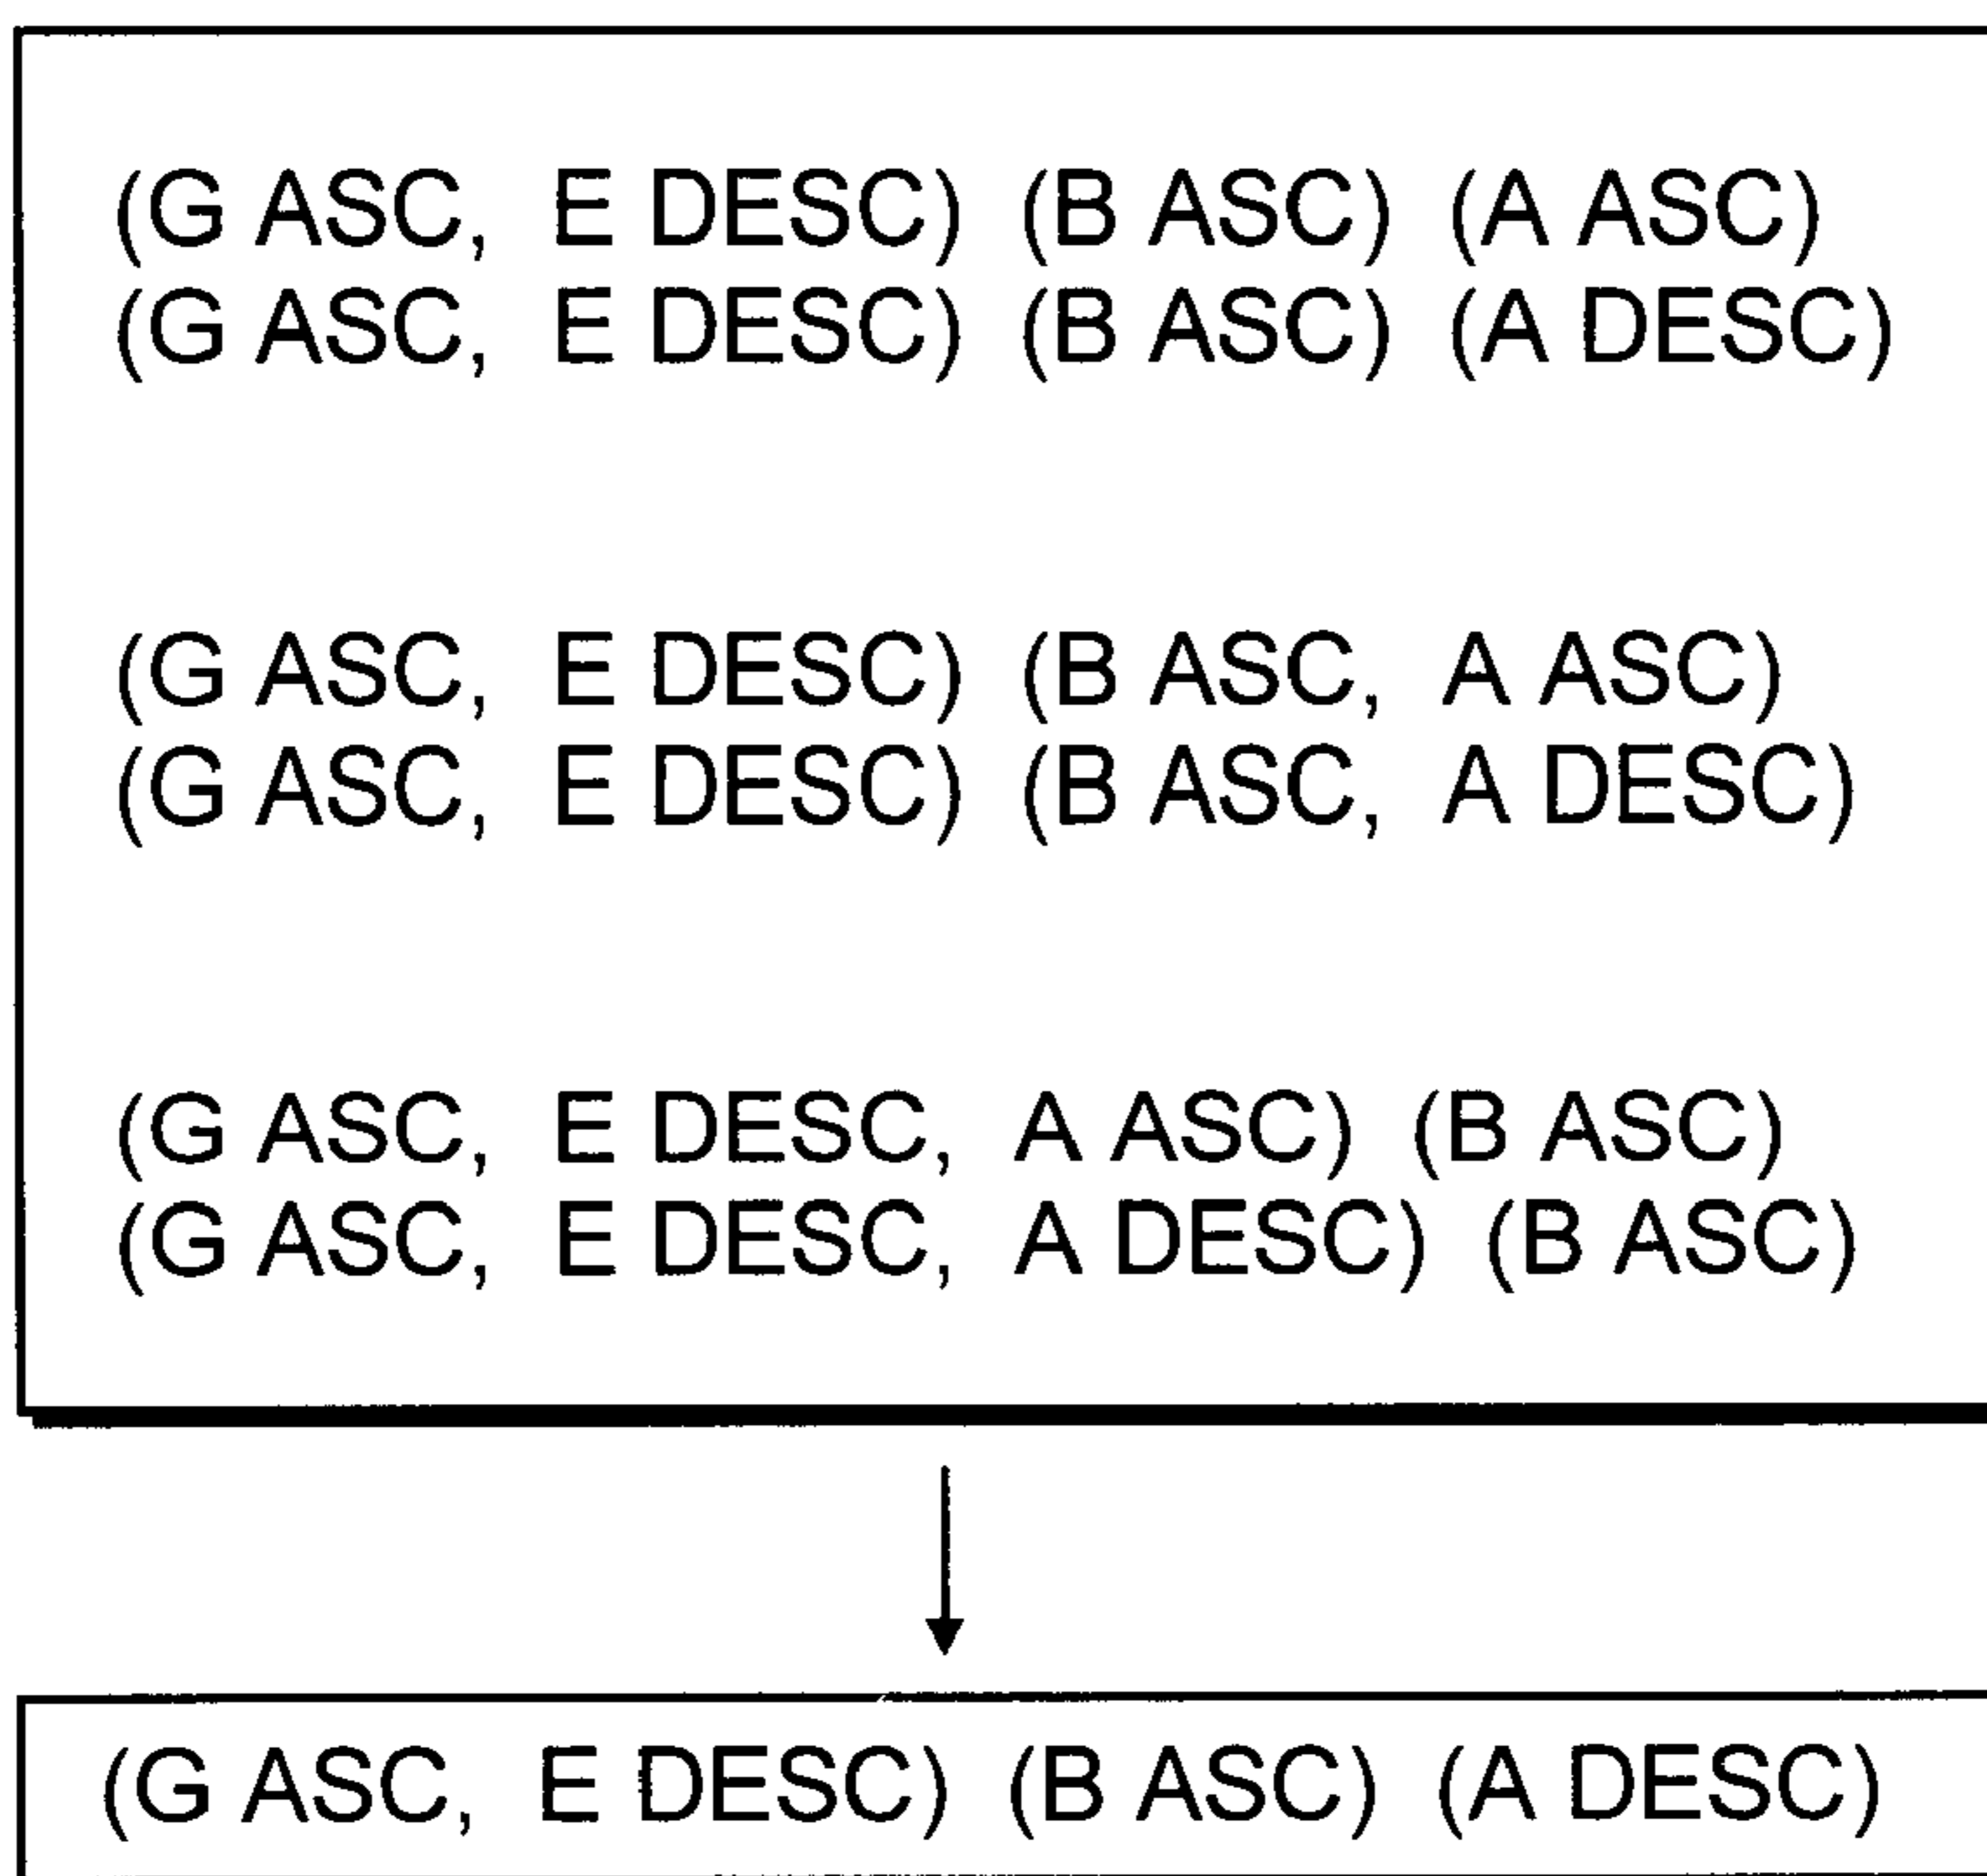 (G ASC, E DESC) (B ASC) (A ASC)
(G ASC, E DESC) (B ASC) (A DESC)
(G ASC, E DESC) (B ASC, A ASC)
(G ASC, E DESC) (B ASC, A DESC)
(G ASC, E DESC, A ASC) (B ASC)
(G ASC, E DESC, A DESC) (B ASC)
(G ASC, E DESC) (B ASC) (A DESC)